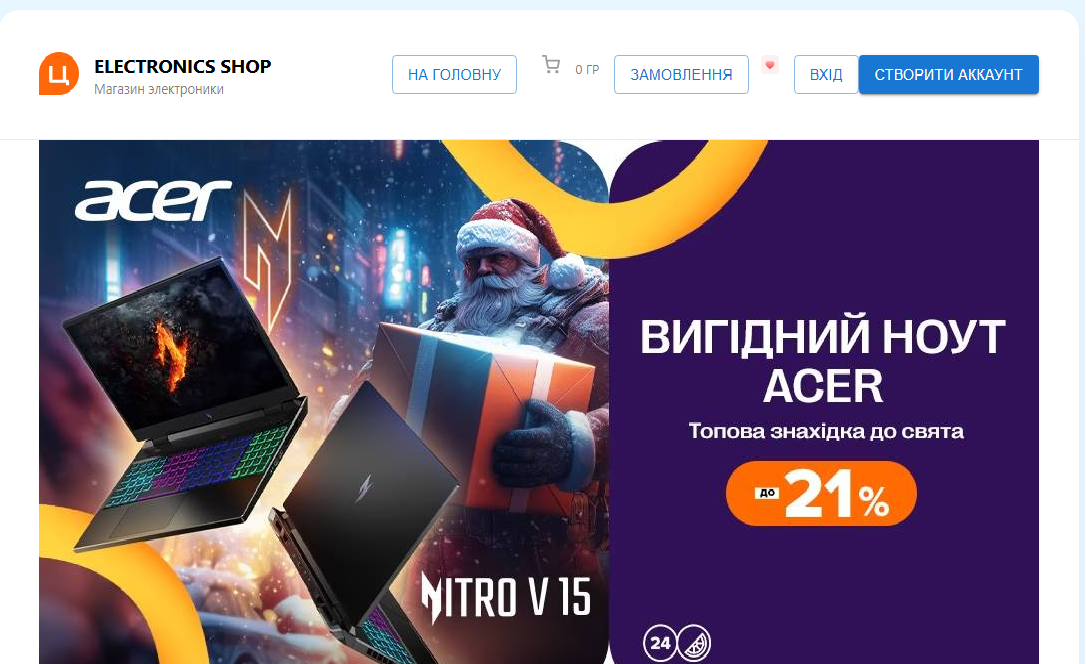 Ц
ELECTRONICS SHOP
Магазин электроники
НА ГОЛОВНУ
0 ГР
ЗАМОВЛЕННЯ
ВХІД
СТВОРИТИ АККАУНТ
acer
ВИГІДНИЙ НОУТ
ACER
Топова знахідка до свята
ДО -21%
NITRO V 15
24